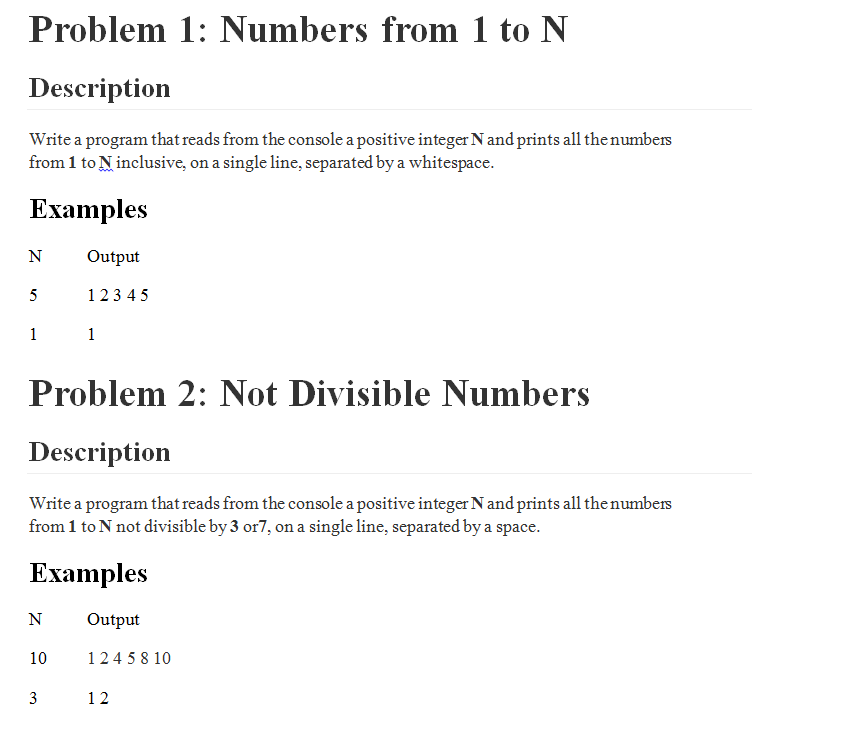 Problem 1: Numbers from 1 to N
Description
Write a program that reads from the console a positive integer N and prints all the numbers
from 1 to N inclusive, on a single line, separated by a whitespace.
Examples
N Output
5 1 2 3 4 5
1 1
Problem 2: Not Divisible Numbers
Description
Write a program that reads from the console a positive integer N and prints all the numbers
from 1 to N not divisible by 3 or7, on a single line, separated by a space.
Examples
N Output
10 1 2 4 5 8 10
3 1 2